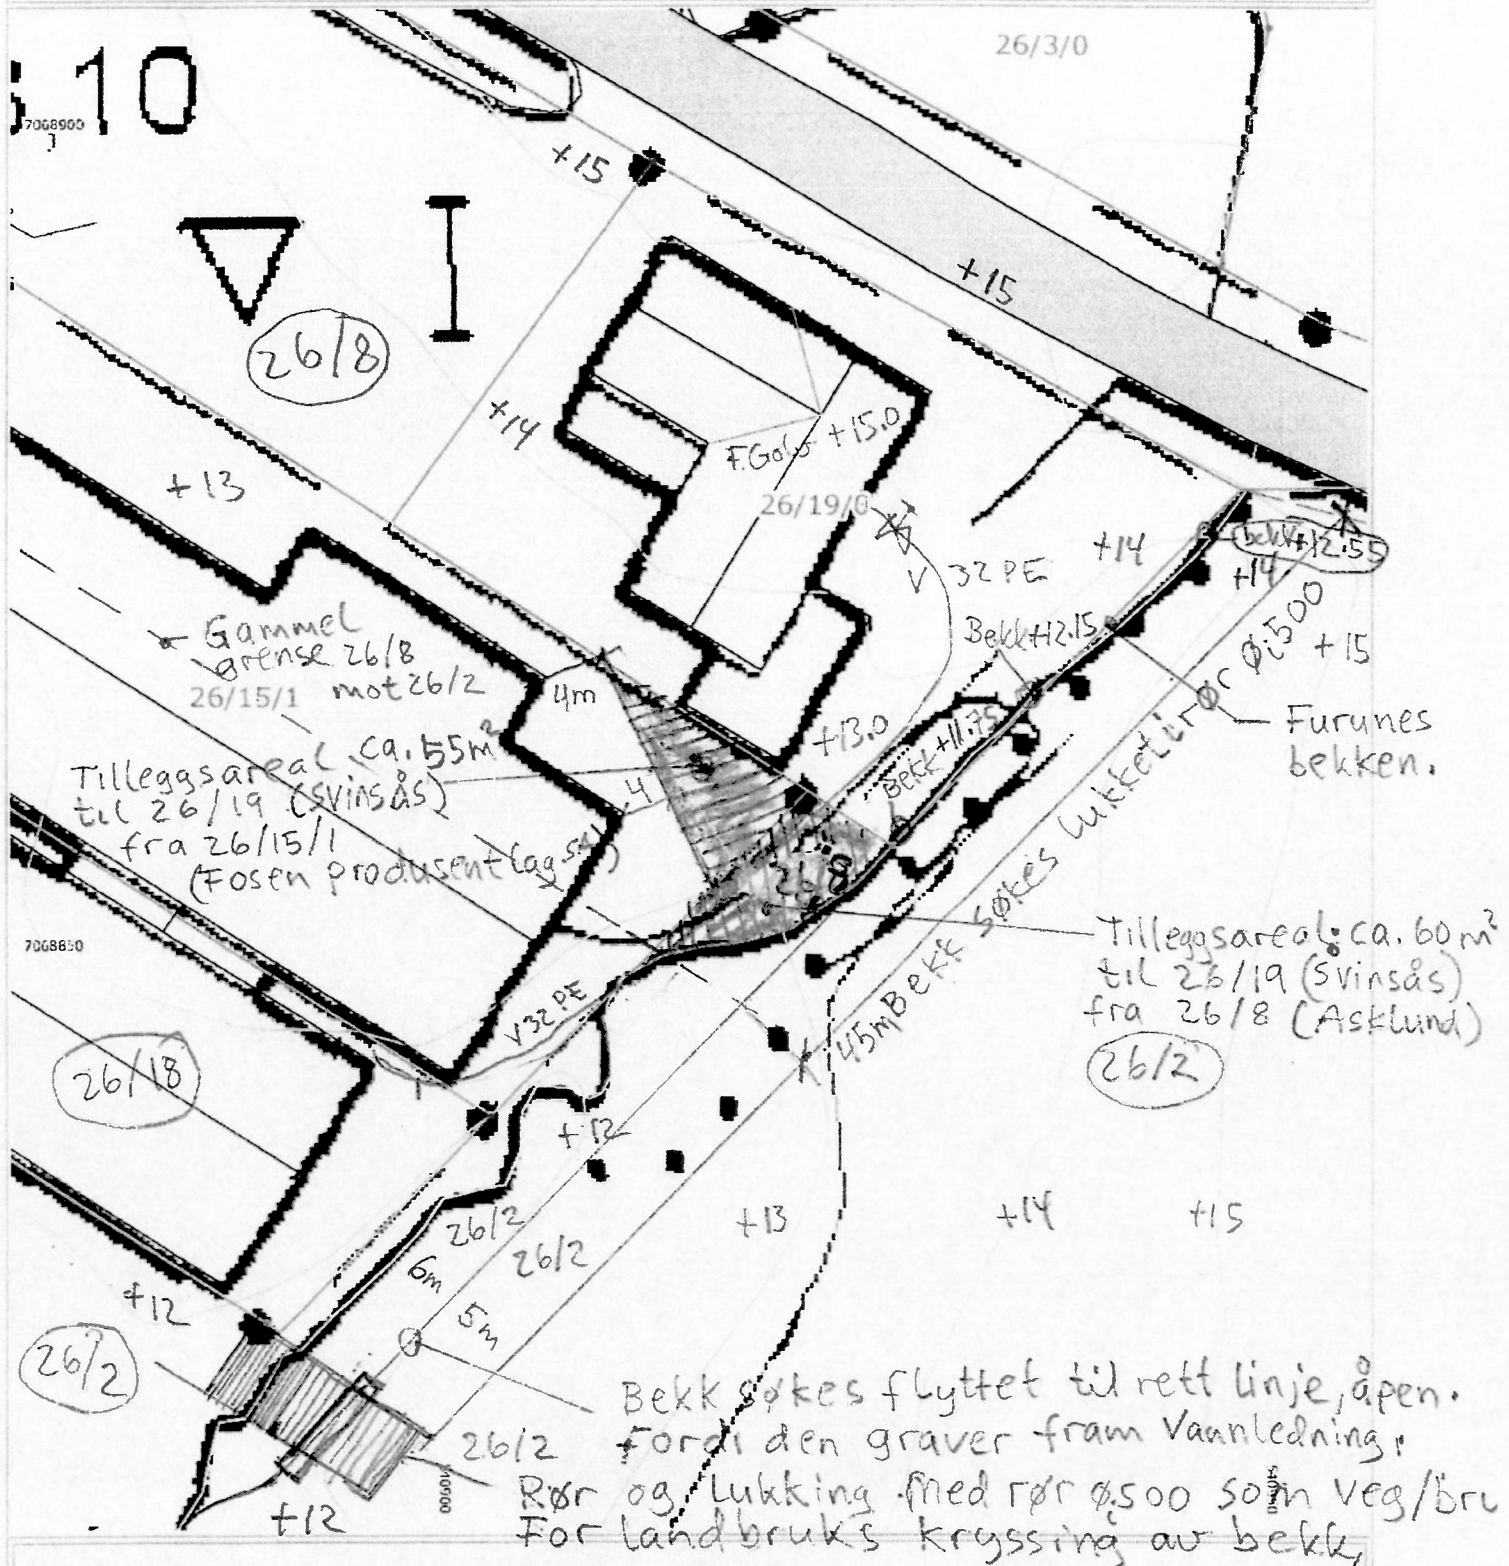 26/3/0
10
7068900
+15
+15
26/8
+14
+13
F.Golv +15.0
26/19/0
bekk+12.55
+14
+14
V 32 PE
Bekk+12.15
+15
Gammel
grense 26/8
mot 26/2
26/15/1
4m
+13.0
Bekk+11.75
Furunes
bekken.
Tilleggsareal ca. 55m²
til 26/19 (Svinsås)
fra 26/15/1
(Fosen produsentlag s.a.)
4
26/8
45m Bekk søkes lukket i rør Ø.500
7068850
Tilleggsareal: ca. 60m²
til 26/19 (Svinsås)
fra 26/8 (Asklund)
V 32 PE
26/2
26/18
+12
+13
+14
+15
26/2
26/2
6m
5m
+12
26/2
Bekk søkes flyttet til rett linje, åpen.
Fordi den graver fram Vannledning.
26/2
Rør og lukking med rør Ø.500 som veg/bru
+12
For landbruks kryssing av bekk,